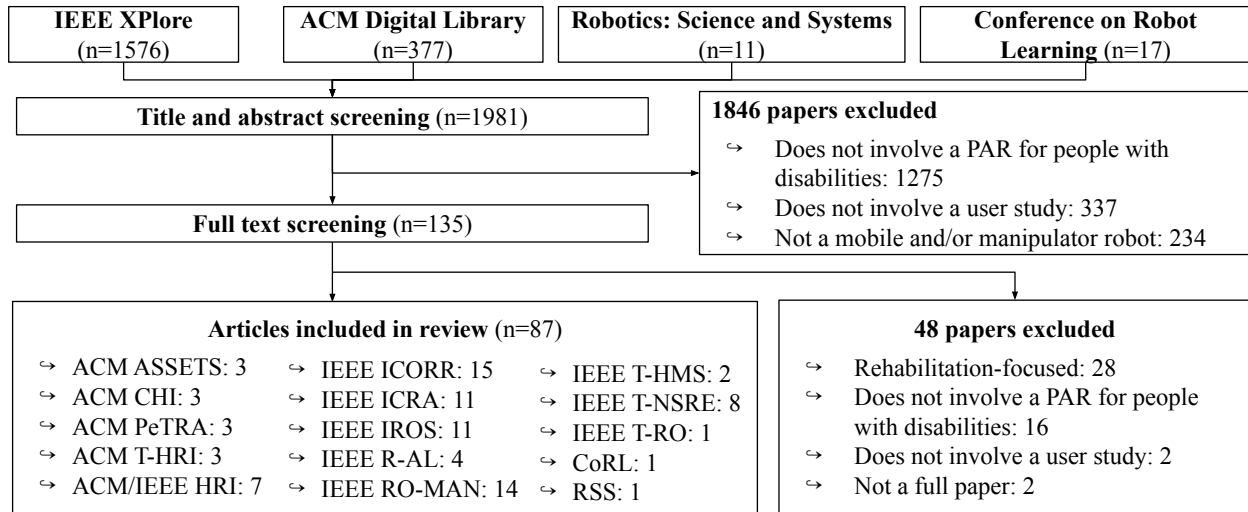 IEEE XPlore
(n=1576)
ACM Digital Library
(n=377)
Robotics: Science and Systems
(n=11)
Conference on Robot
Learning (n=17)
Title and abstract screening (n=1981)
1846 papers excluded
↪ Does not involve a PAR for people with
disabilities: 1275
↪ Does not involve a user study: 337
↪ Not a mobile and/or manipulator robot: 234
Full text screening (n=135)
Articles included in review (n=87)
↪ ACM ASSETS: 3
↪ ACM CHI: 3
↪ ACM PeTRA: 3
↪ ACM T-HRI: 3
↪ ACM/IEEE HRI: 7
↪ IEEE ICORR: 15
↪ IEEE ICRA: 11
↪ IEEE IROS: 11
↪ IEEE R-AL: 4
↪ IEEE RO-MAN: 14
↪ IEEE T-HMS: 2
↪ IEEE T-NSRE: 8
↪ IEEE T-RO: 1
↪ CoRL: 1
↪ RSS: 1
48 papers excluded
↪ Rehabilitation-focused: 28
↪ Does not involve a PAR for people
with disabilities: 16
↪ Does not involve a user study: 2
↪ Not a full paper: 2